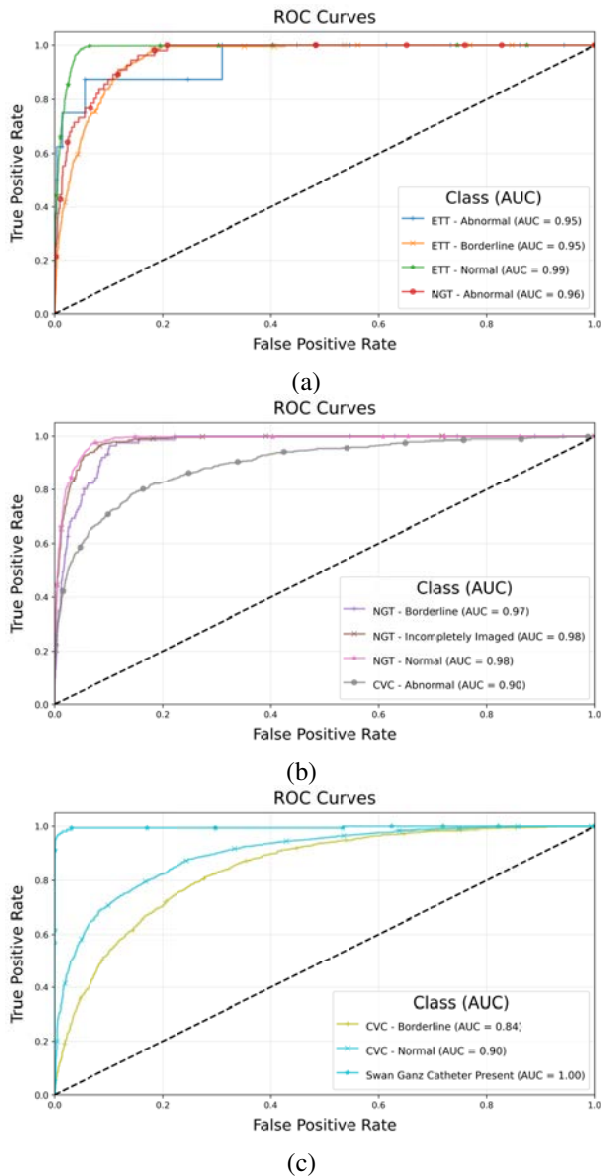 ROC Curves
True Positive Rate
1.0
0.8
0.6
0.4
0.2
0.0
Class (AUC)
ETT - Abnormal (AUC = 0.95)
ETT - Borderline (AUC = 0.95)
ETT - Normal (AUC = 0.99)
NGT - Abnormal (AUC = 0.96)
0.0 0.2 0.4 0.6 0.8 1.0
False Positive Rate
(a)
ROC Curves
True Positive Rate
1.0
0.8
0.6
0.4
0.2
0.0
Class (AUC)
NGT - Borderline (AUC = 0.97)
NGT - Incompletely Imaged (AUC = 0.98)
NGT - Normal (AUC = 0.98)
CVC - Abnormal (AUC = 0.90)
0.0 0.2 0.4 0.6 0.8 1.0
False Positive Rate
(b)
ROC Curves
True Positive Rate
1.0
0.8
0.6
0.4
0.2
0.0
Class (AUC)
CVC - Borderline (AUC = 0.84)
CVC - Normal (AUC = 0.90)
Swan Ganz Catheter Present (AUC = 1.00)
0.0 0.2 0.4 0.6 0.8 1.0
False Positive Rate
(c)